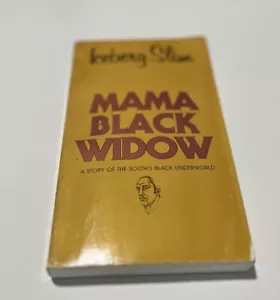 Iceberg Slim
MAMA
BLACK
WIDOW
A STORY OF THE SOUTH'S BLACK UNDERWORLD